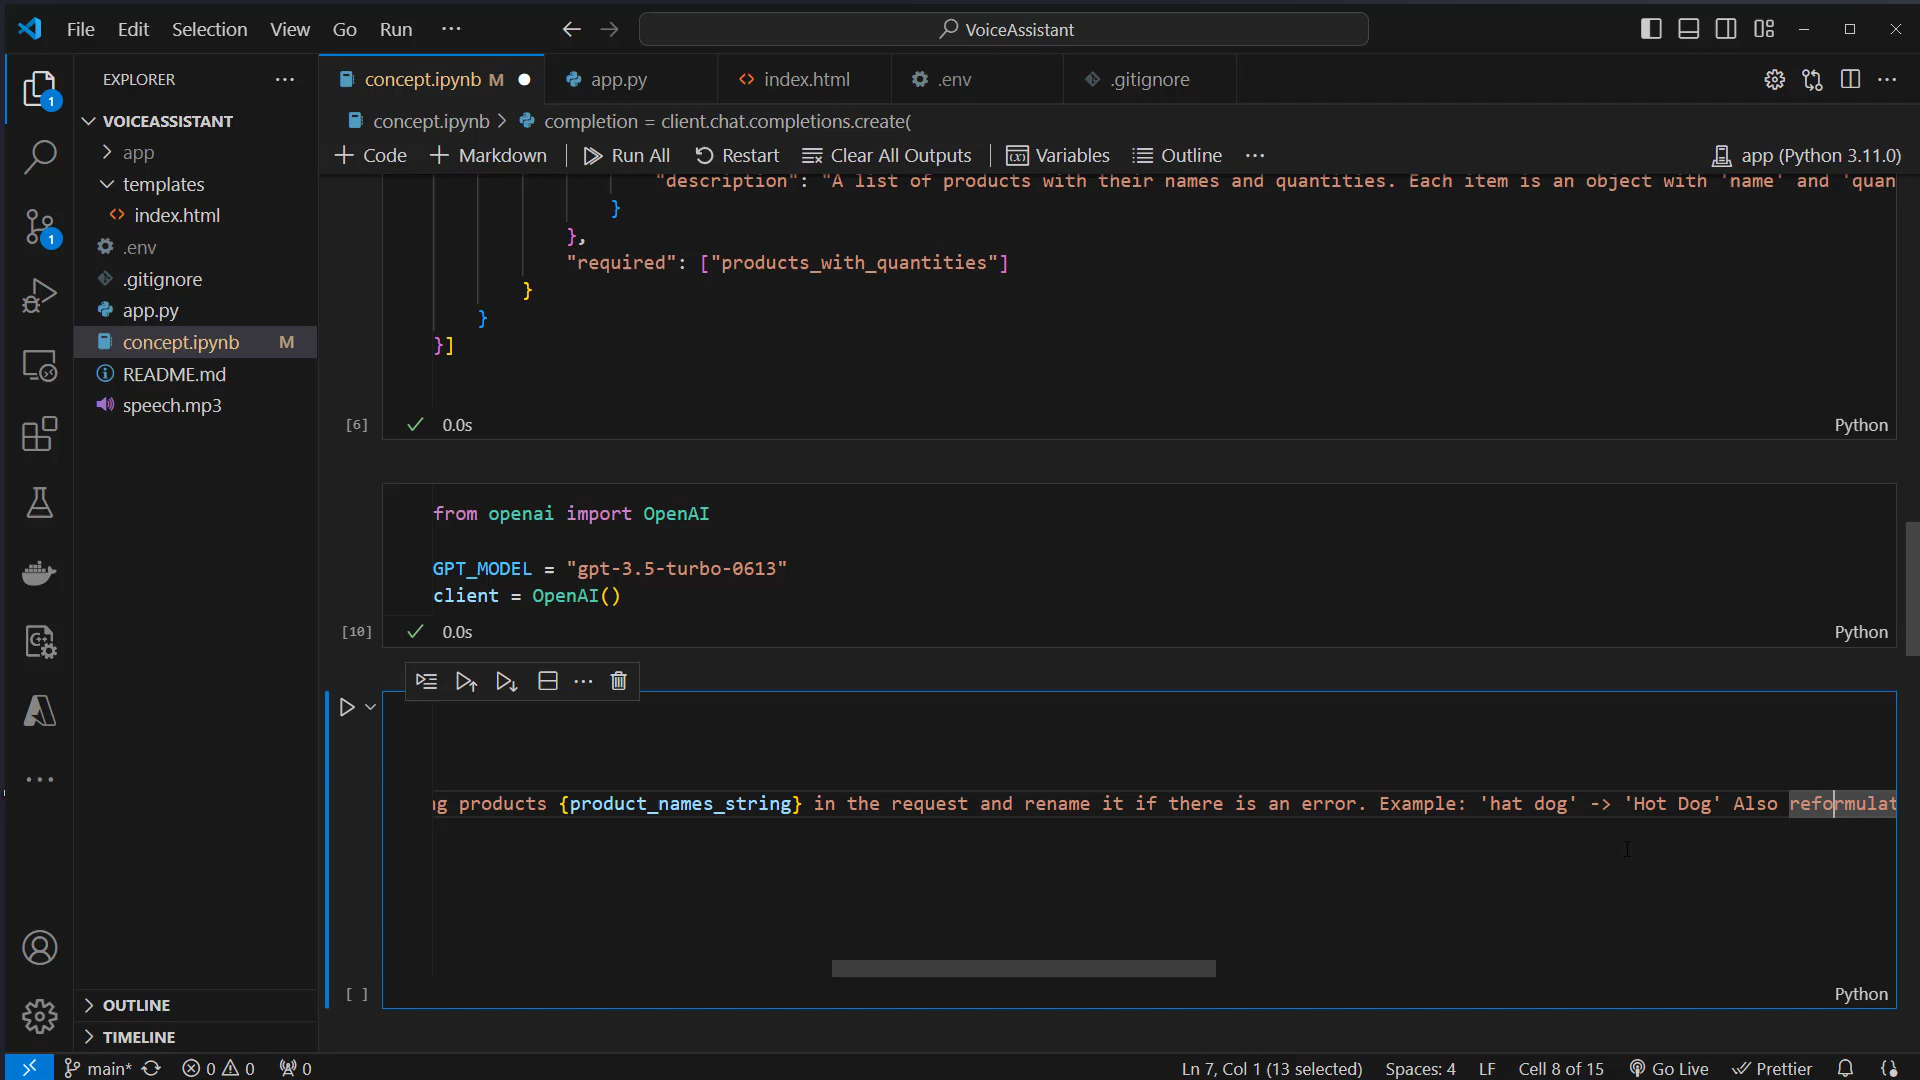 File Edit Selection View Go Run ··· VoiceAssistant
EXPLORER
VOICEASSISTANT
app
templates
index.html
.env
.gitignore
app.py
concept.ipynb M
README.md
speech.mp3
OUTLINE
TIMELINE
1
1
concept.ipynb M app.py index.html .env .gitignore
concept.ipynb > completion = client.chat.completions.create(
+ Code + Markdown Run All Restart Clear All Outputs Variables Outline ··· app (Python 3.11.0)
"description": "A list of products with their names and quantities. Each item is an object with 'name' and 'quan
}
},
"required": ["products_with_quantities"]
}
}
}]
[6] 0.0s Python
from openai import OpenAI
GPT_MODEL = "gpt-3.5-turbo-0613"
client = OpenAI()
[10] 0.0s Python
ng products {product_names_string} in the request and rename it if there is an error. Example: 'hat dog' -> 'Hot Dog' Also reformulat
[ ] Python
main* 0 0 0 Ln 7, Col 1 (13 selected) Spaces: 4 LF Cell 8 of 15 Go Live Prettier